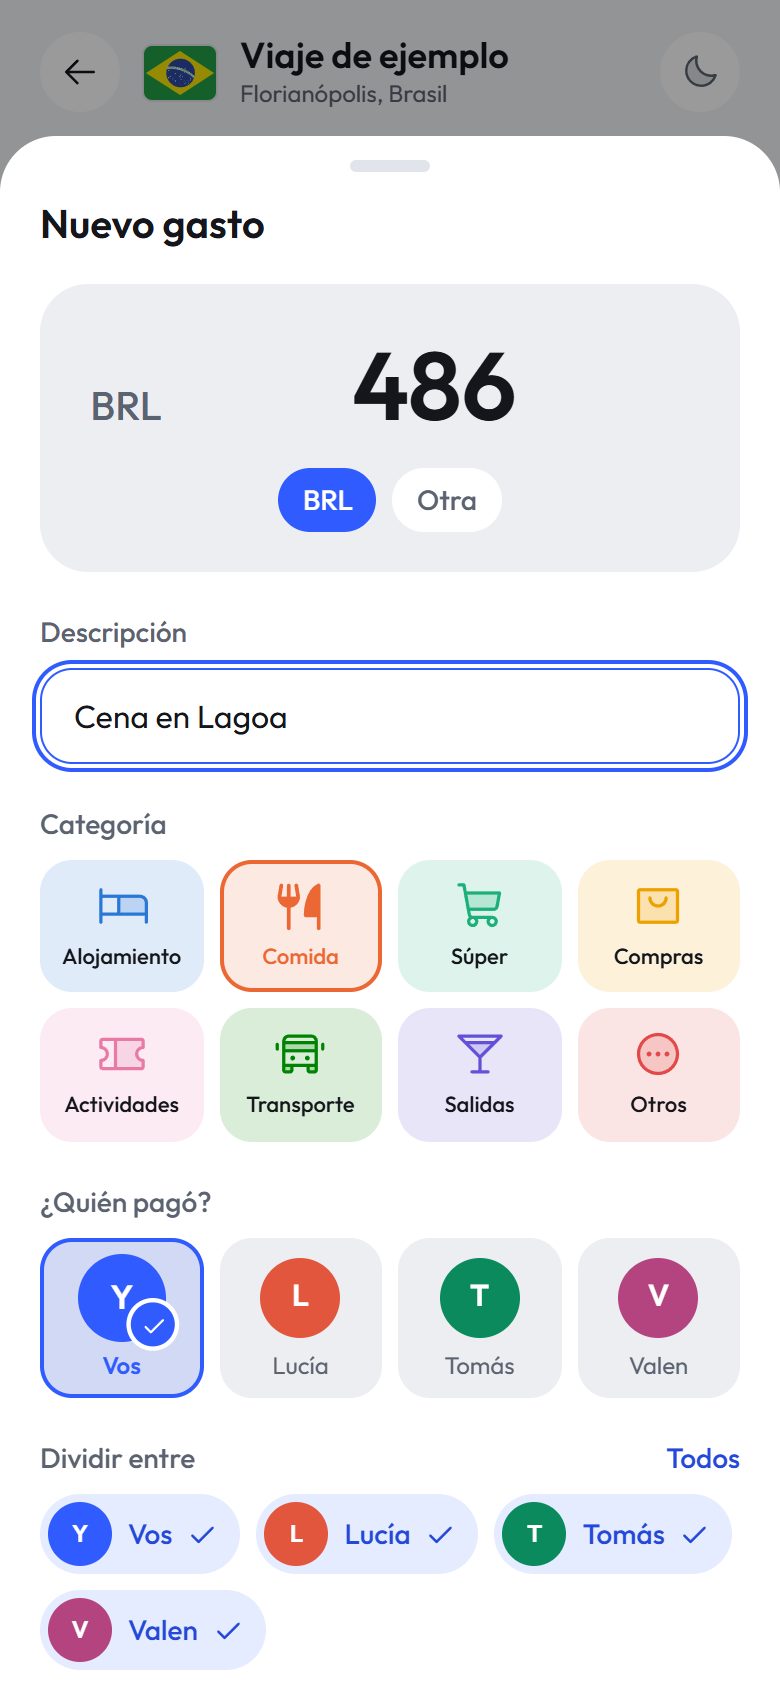 Viaje de ejemplo
Florianópolis, Brasil
Nuevo gasto
BRL 486
BRL Otra
Descripción
Cena en Lagoa
Categoría
Alojamiento Comida Súper Compras
Actividades Transporte Salidas Otros
¿Quién pagó?
Y L T V
Vos Lucía Tomás Valen
Dividir entre Todos
Y Vos L Lucía T Tomás
V Valen